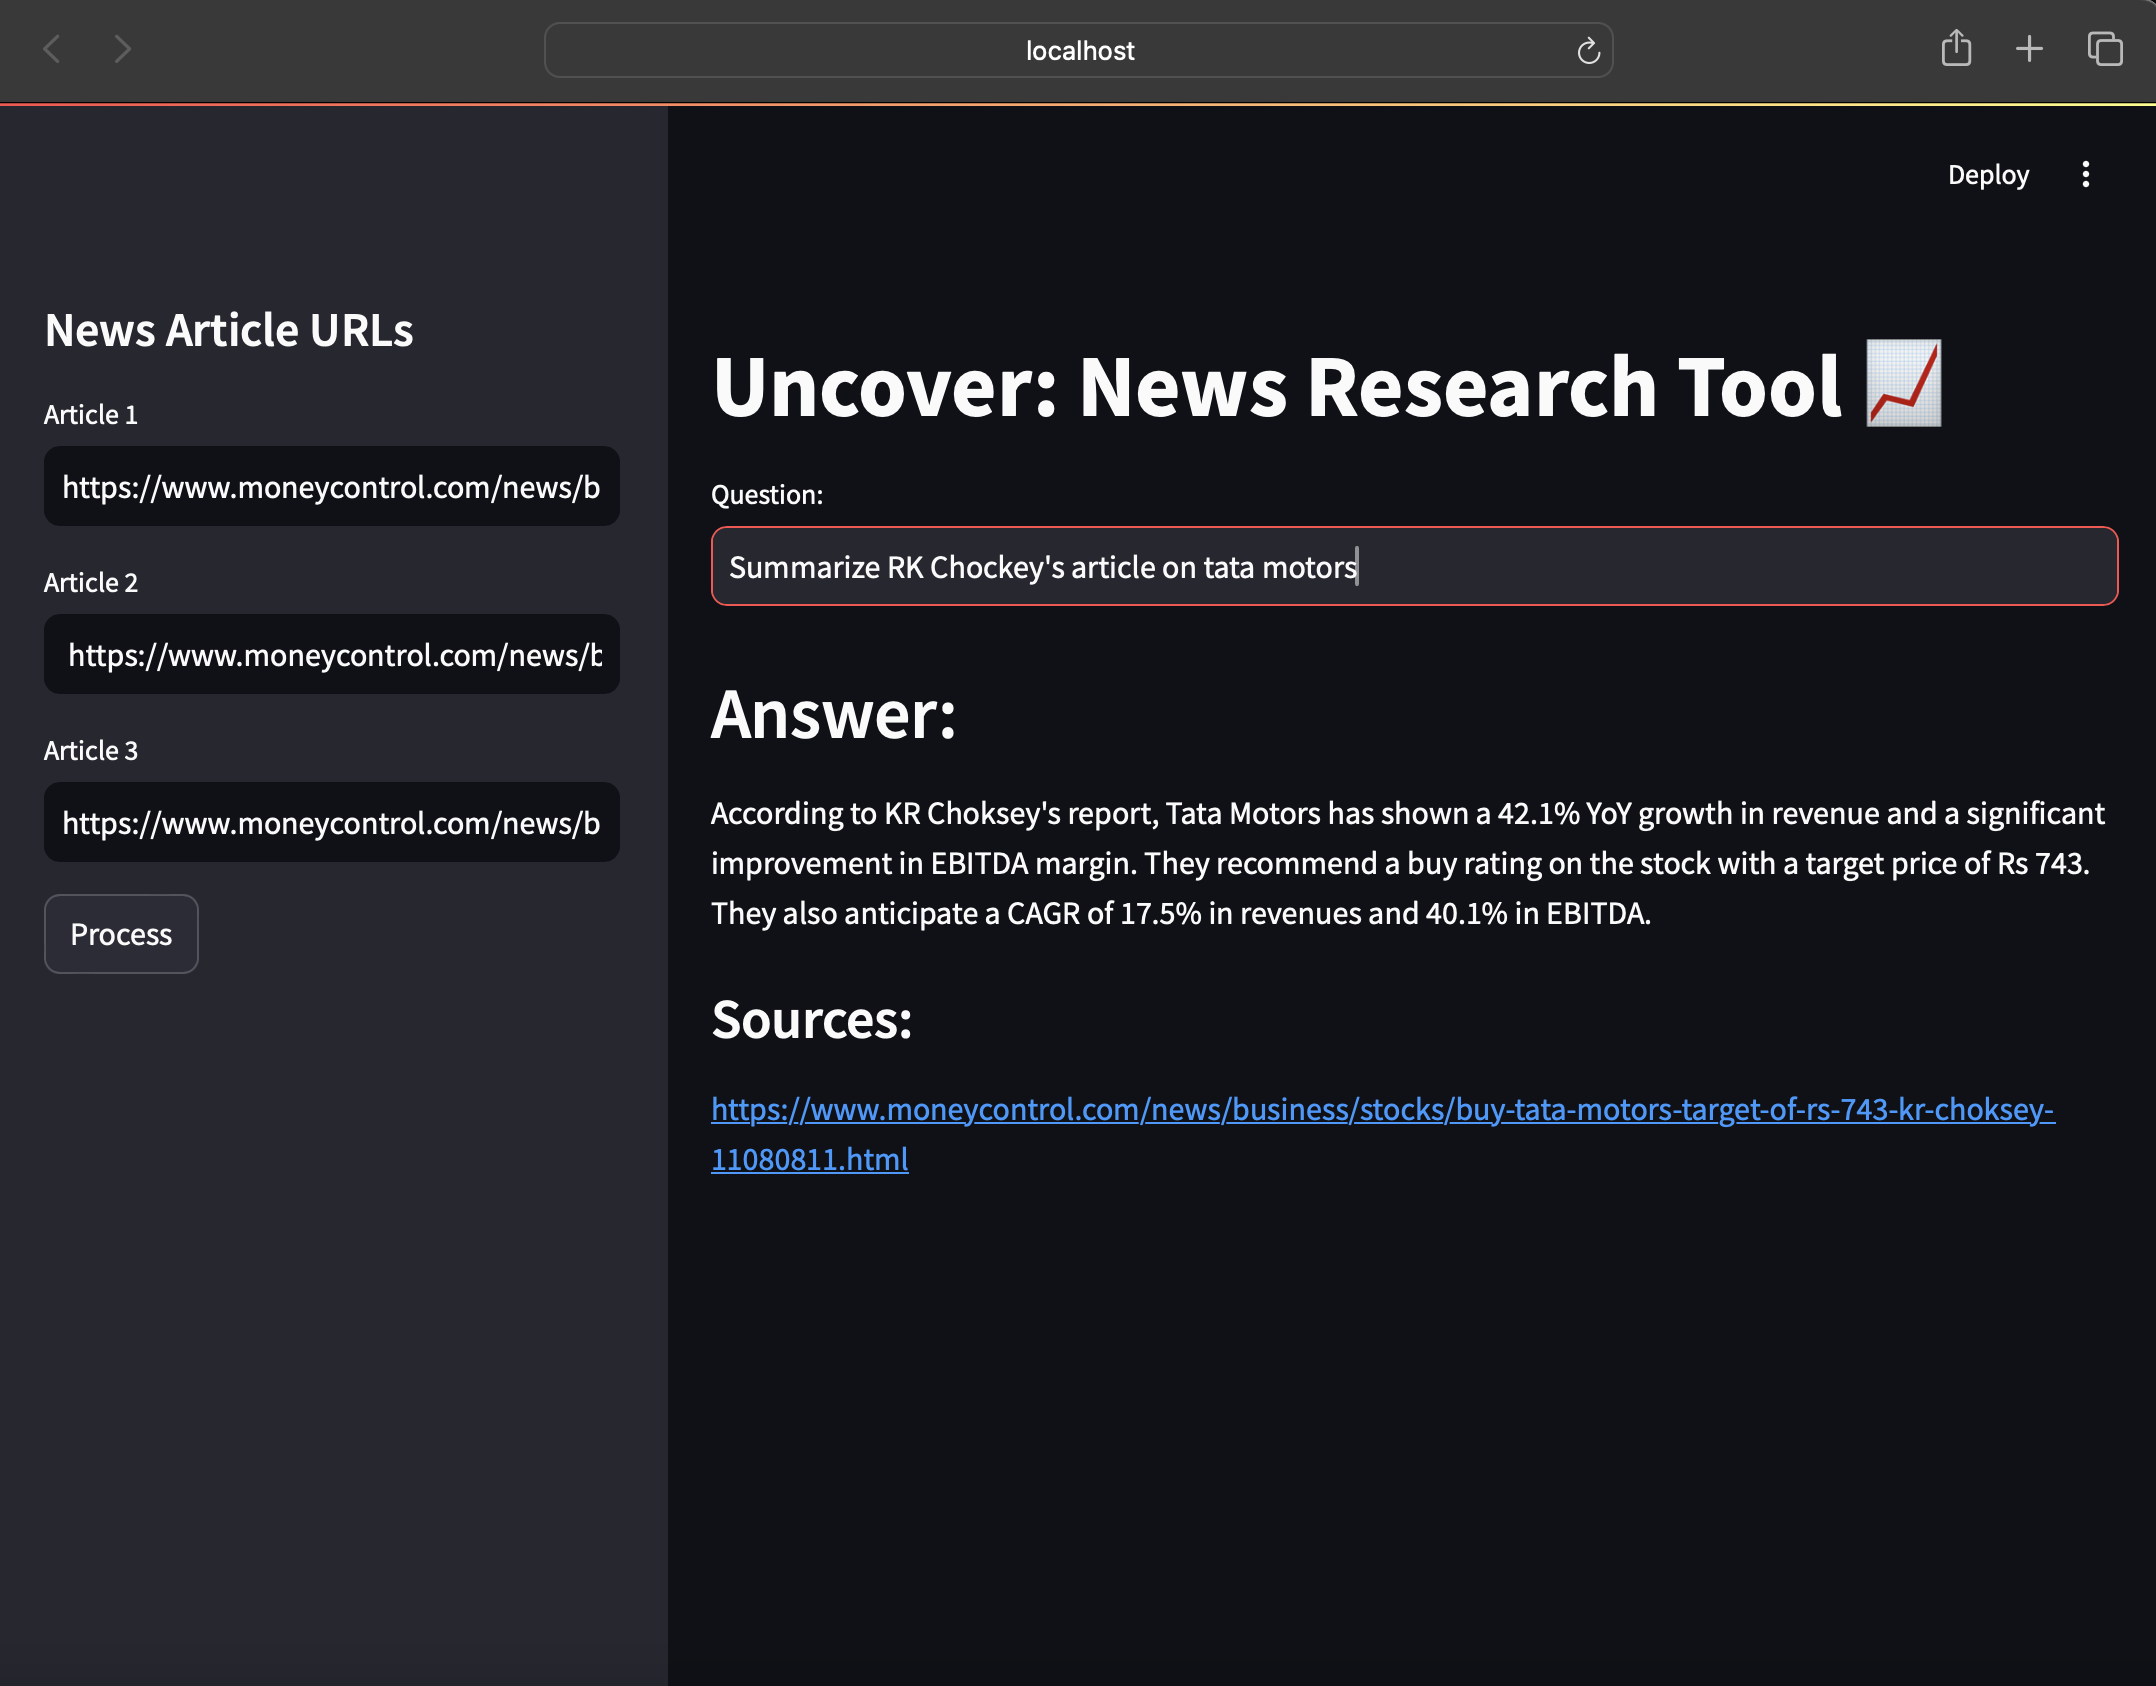 localhost
Deploy
News Article URLs
Article 1
https://www.moneycontrol.com/news/b
Article 2
https://www.moneycontrol.com/news/b
Article 3
https://www.moneycontrol.com/news/b
Process
Uncover: News Research Tool
Question:
Summarize RK Chockey's article on tata motors
Answer:
According to KR Choksey's report, Tata Motors has shown a 42.1% YoY growth in revenue and a significant
improvement in EBITDA margin. They recommend a buy rating on the stock with a target price of Rs 743.
They also anticipate a CAGR of 17.5% in revenues and 40.1% in EBITDA.
Sources:
https://www.moneycontrol.com/news/business/stocks/buy-tata-motors-target-of-rs-743-kr-choksey-
11080811.html